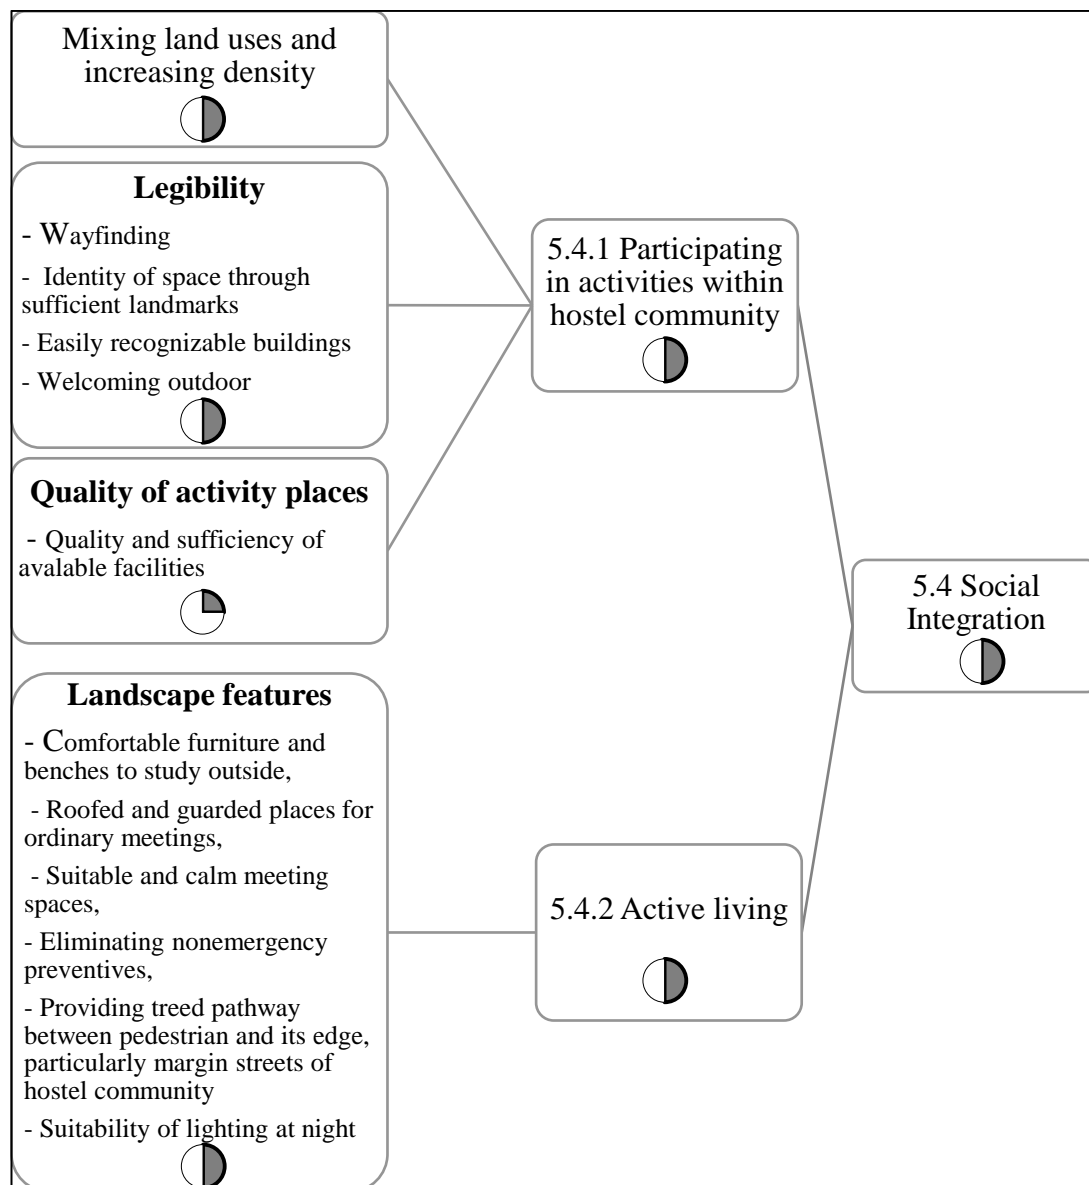 Mixing land uses and
increasing density
Legibility
- Wayfinding
- Identity of space through
sufficient landmarks
- Easily recognizable buildings
- Welcoming outdoor
Quality of activity places
- Quality and sufficiency of
avalable facilities
Landscape features
- Comfortable furniture and
benches to study outside,
- Roofed and guarded places for
ordinary meetings,
- Suitable and calm meeting
spaces,
- Eliminating nonemergency
preventives,
- Providing treed pathway
between pedestrian and its edge,
particularly margin streets of
hostel community
- Suitability of lighting at night
5.4.1 Participating
in activities within
hostel community
5.4.2 Active living
5.4 Social
Integration